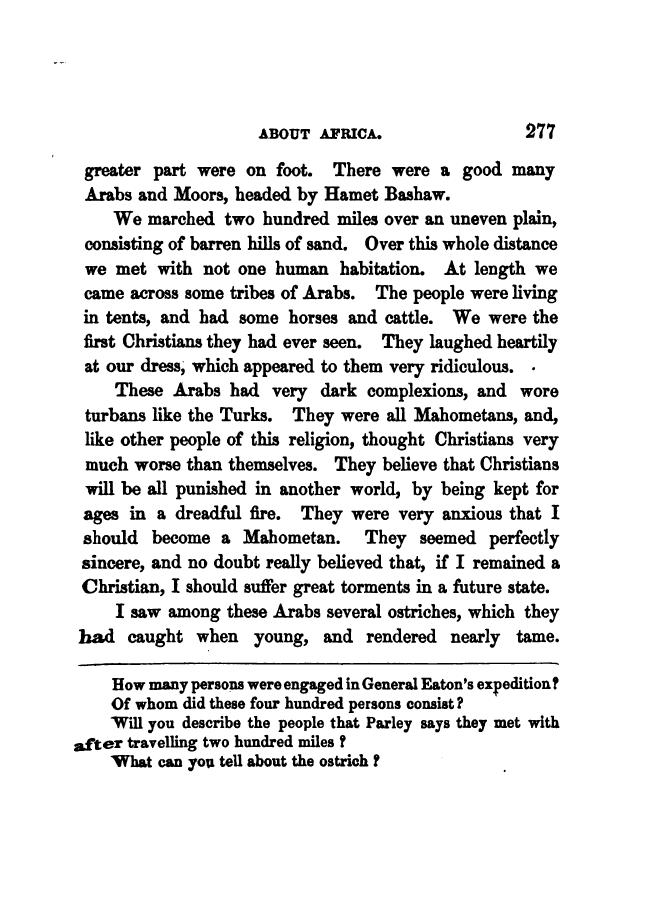 ABOUT AFRICA. 277
greater part were on foot. There were a good many
Arabs and Moors, headed by Hamet Bashaw.
We marched two hundred miles over an uneven plain,
consisting of barren hills of sand. Over this whole distance
we met with not one human habitation. At length we
came across some tribes of Arabs. The people were living
in tents, and had some horses and cattle. We were the
first Christians they had ever seen. They laughed heartily
at our dress, which appeared to them very ridiculous.
These Arabs had very dark complexions, and wore
turbans like the Turks. They were all Mahometans, and,
like other people of this religion, thought Christians very
much worse than themselves. They believe that Christians
will be all punished in another world, by being kept for
ages in a dreadful fire. They were very anxious that I
should become a Mahometan. They seemed perfectly
sincere, and no doubt really believed that, if I remained a
Christian, I should suffer great torments in a future state.
I saw among these Arabs several ostriches, which they
had caught when young, and rendered nearly tame.
How many persons were engaged in General Eaton's expedition?
Of whom did these four hundred persons consist?
Will you describe the people that Parley says they met with
after travelling two hundred miles?
What can you tell about the ostrich?